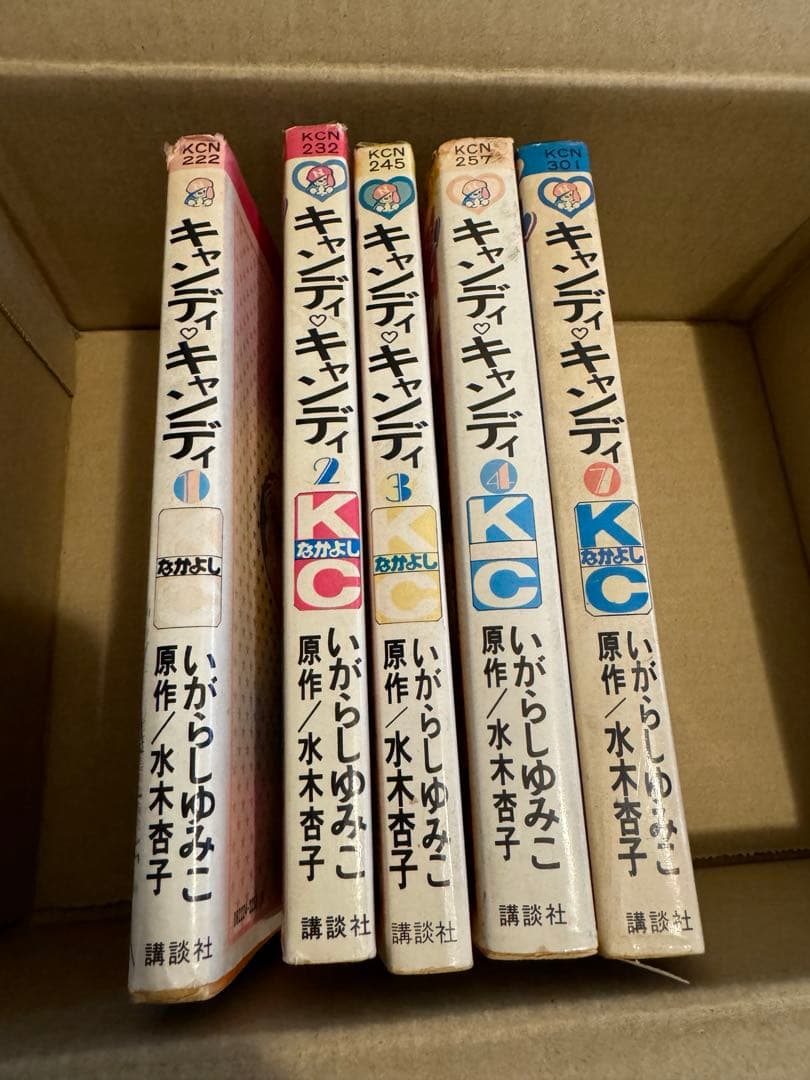 KCN
222
キャンディ♡キャンディ
1
なかよし
いがらしゆみこ
原作/水木杏子
講談社
KCN
232
キャンディ♡キャンディ
2
KC
なかよし
いがらしゆみこ
原作/水木杏子
講談社
KCN
245
キャンディ♡キャンディ
3
KC
なかよし
いがらしゆみこ
原作/水木杏子
講談社
KCN
257
キャンディ♡キャンディ
4
KC
いがらしゆみこ
原作/水木杏子
講談社
KCN
301
キャンディ♡キャンディ
7
KC
なかよし
いがらしゆみこ
原作/水木杏子
講談社